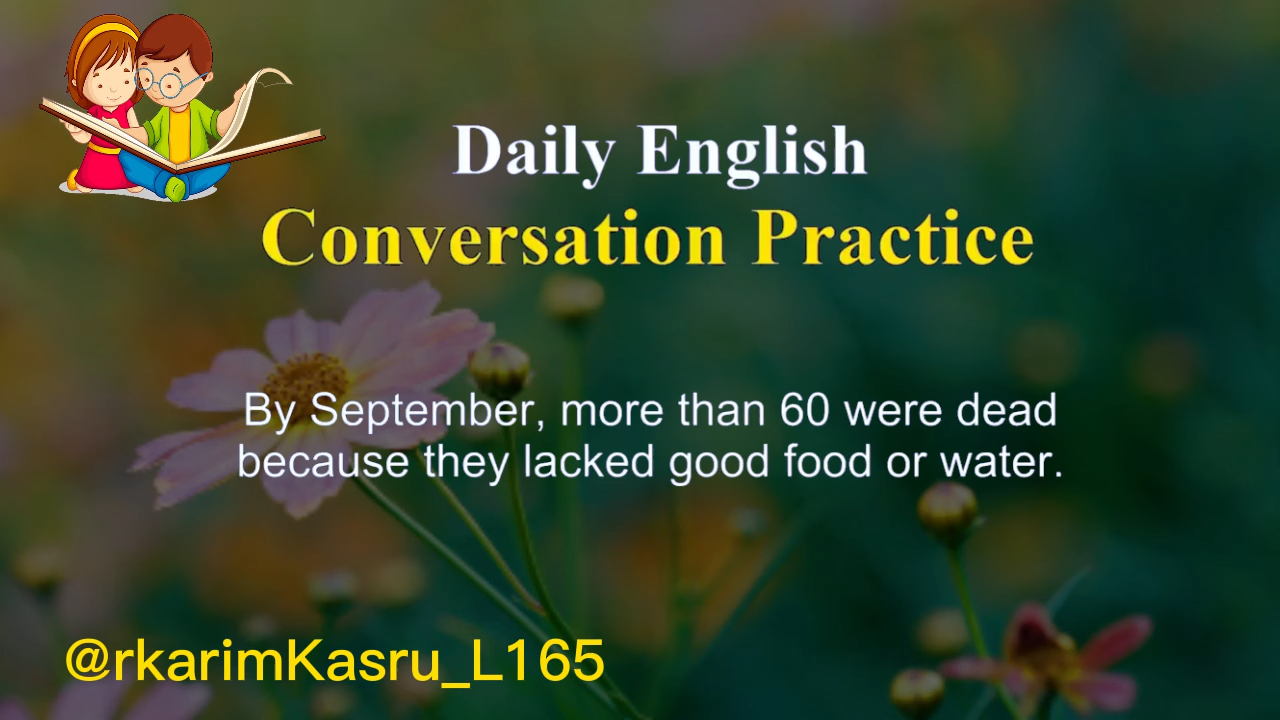 Daily English
Conversation Practice
By September, more than 60 were dead
because they lacked good food or water.
@rkarimKasru_L165